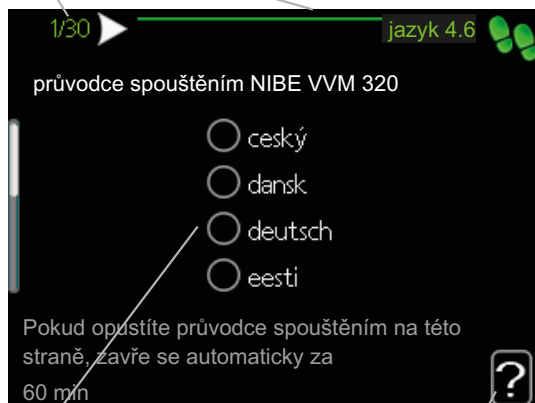 1/30
jazyk 4.6
průvodce spouštěním NIBE VVM 320
ceský
dansk
deutsch
eesti
Pokud opustíte průvodce spouštěním na této
straně, zavře se automaticky za
60 min
?